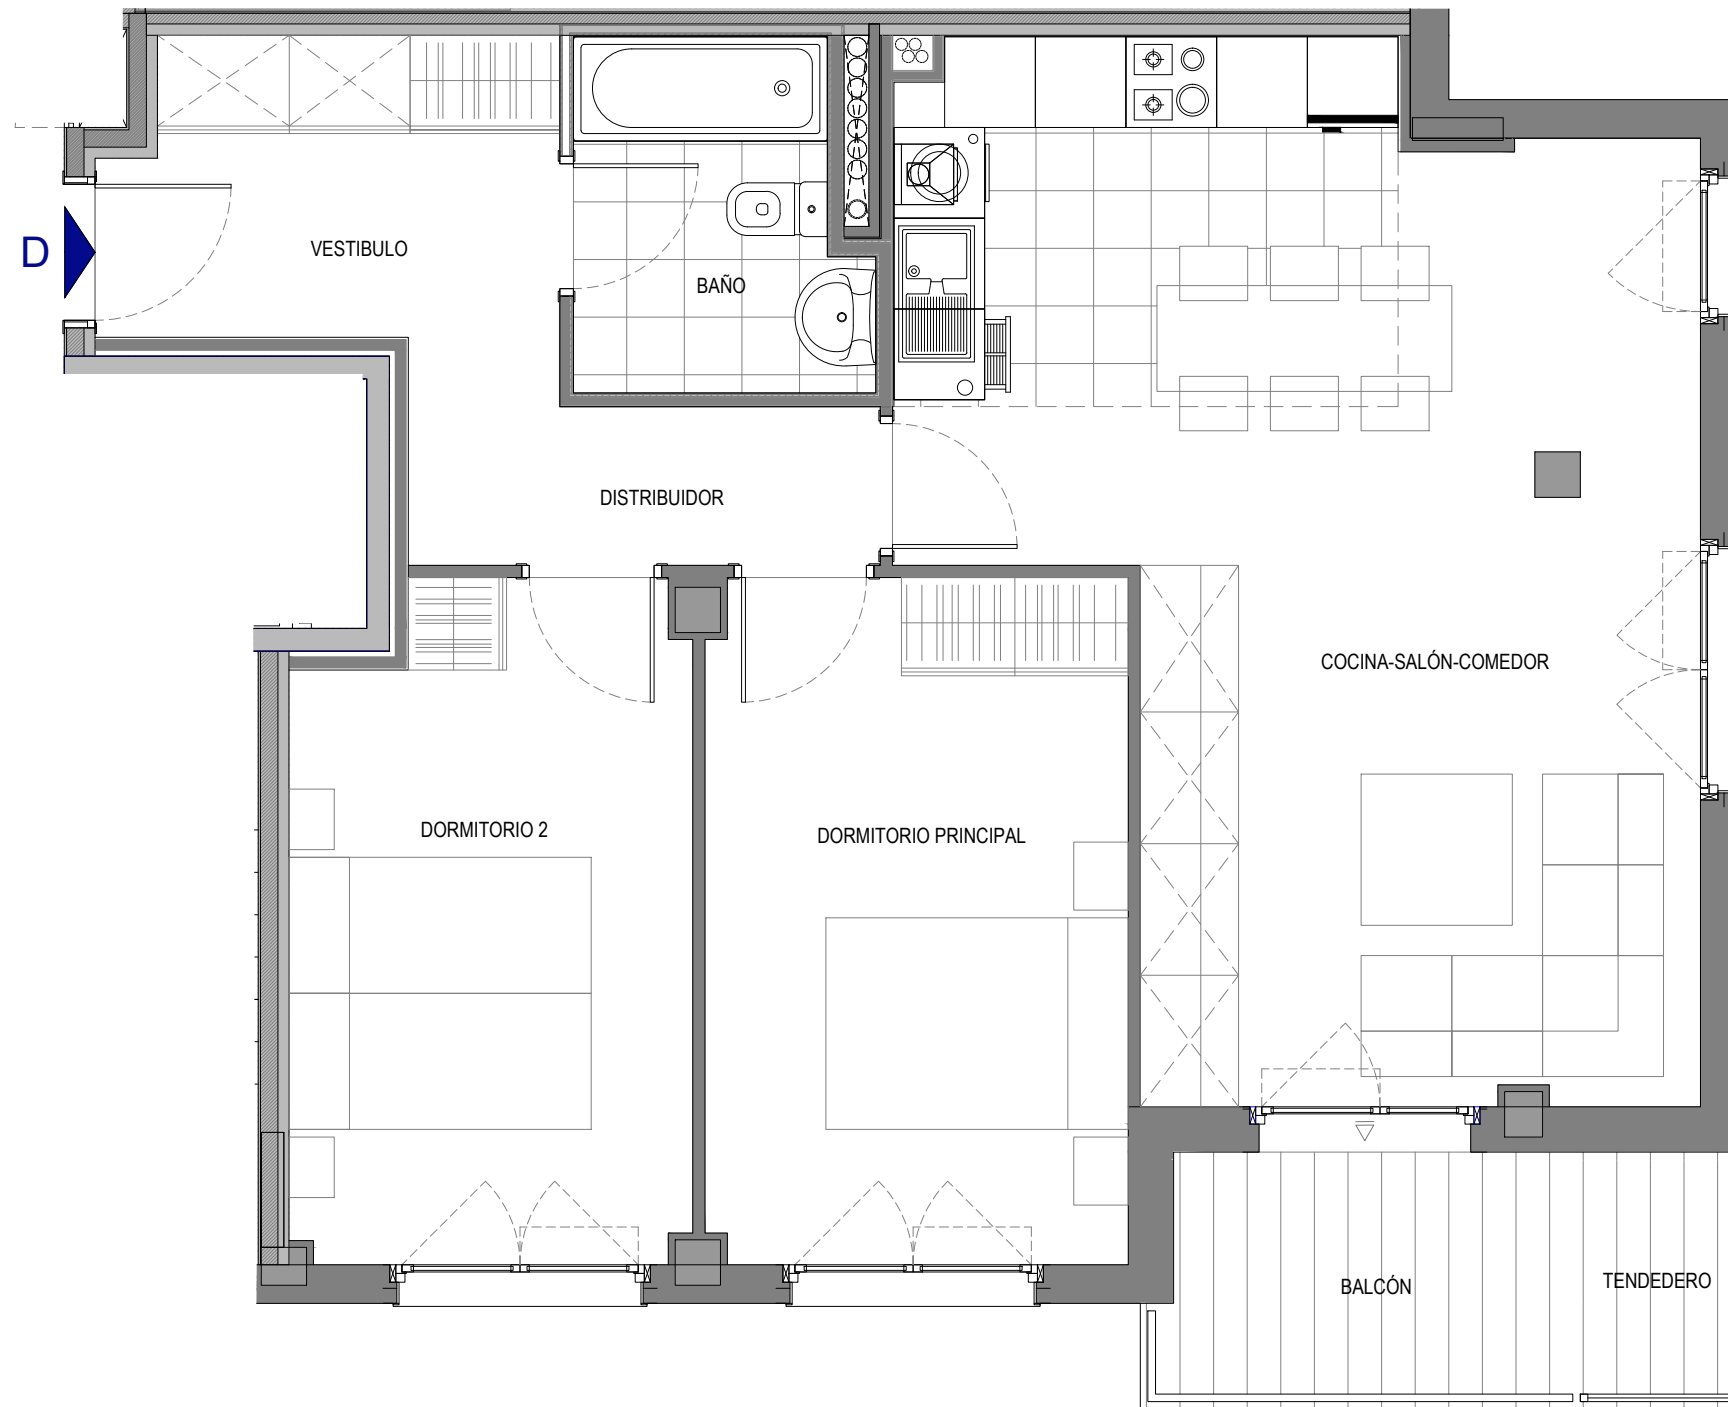 D
VESTIBULO
BAÑO
DISTRIBUIDOR
COCINA-SALÓN-COMEDOR
DORMITORIO 2
DORMITORIO PRINCIPAL
BALCÓN
TENDEDERO